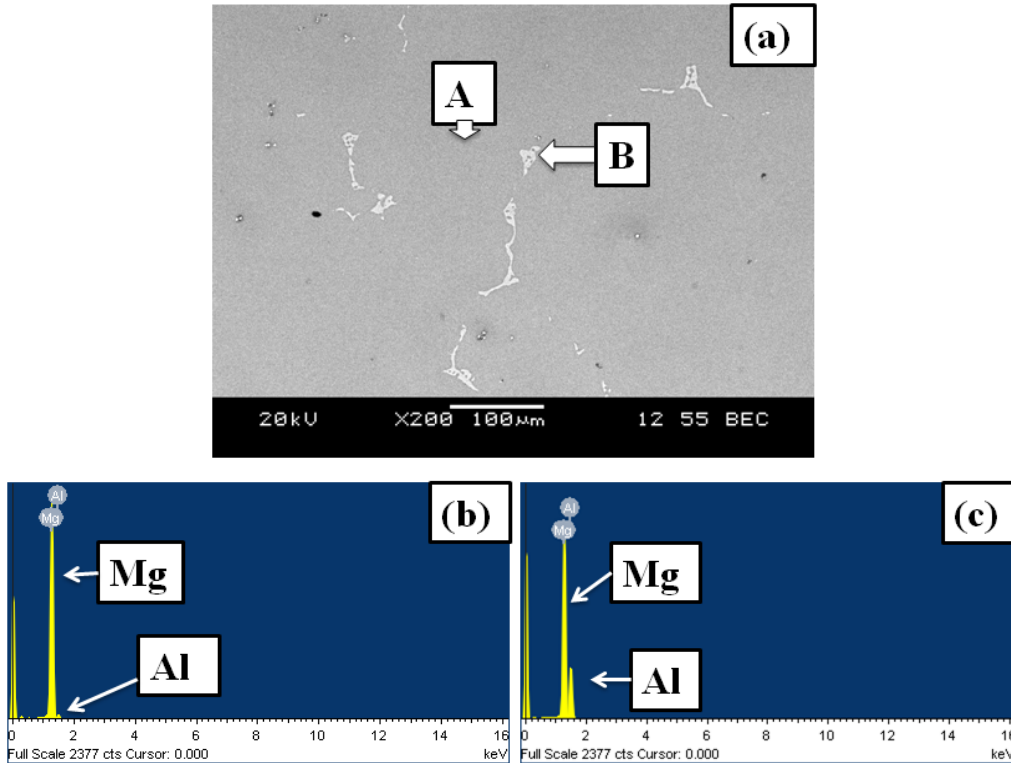 (a)
A
B
20kV X200 100μm 12 55 BEC
(b)
Al
Mg
Mg
Al
0 2 4 6 8 10 12 14 16
Full Scale 2377 cts Cursor: 0.000 keV
(c)
Al
Mg
Mg
Al
0 2 4 6 8 10 12 14 16
Full Scale 2377 cts Cursor: 0.000 keV